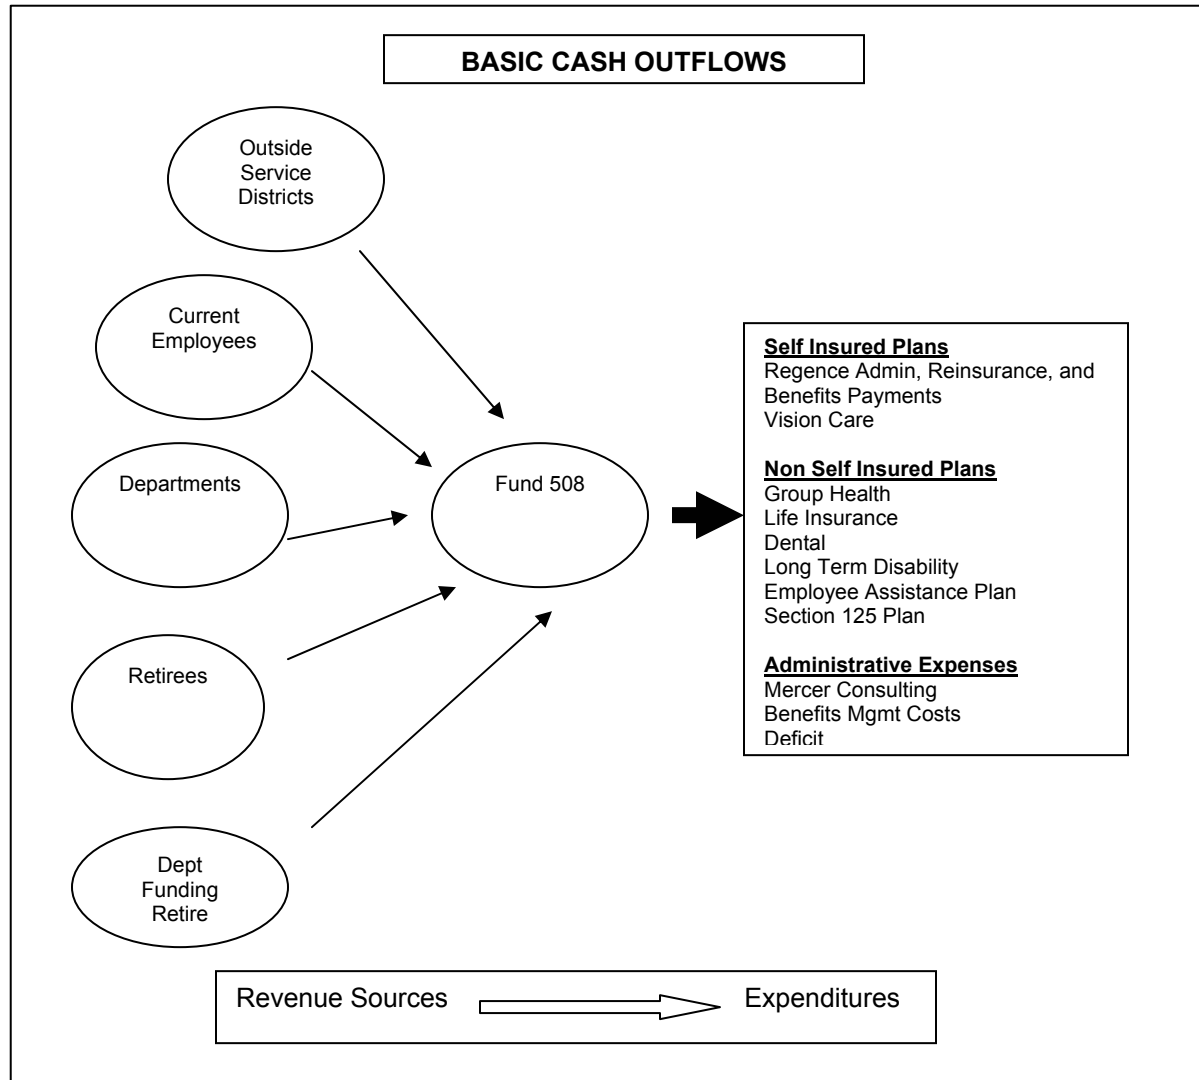 BASIC CASH OUTFLOWS
Outside
Service
Districts
Current
Employees
Departments
Fund 508
Retirees
Dept
Funding
Retire
Self Insured Plans
Regence Admin, Reinsurance, and
Benefits Payments
Vision Care
Non Self Insured Plans
Group Health
Life Insurance
Dental
Long Term Disability
Employee Assistance Plan
Section 125 Plan
Administrative Expenses
Mercer Consulting
Benefits Mgmt Costs
Deficit
Revenue Sources Expenditures